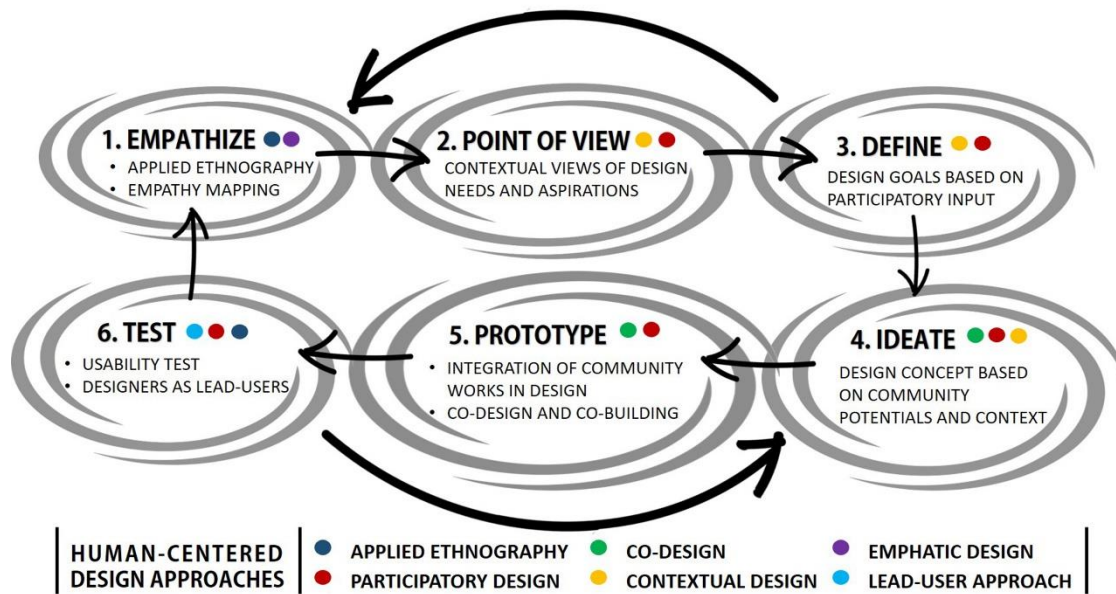 1. EMPATHIZE
• APPLIED ETHNOGRAPHY
• EMPATHY MAPPING
2. POINT OF VIEW
CONTEXTUAL VIEWS OF DESIGN
NEEDS AND ASPIRATIONS
3. DEFINE
DESIGN GOALS BASED ON
PARTICIPATORY INPUT
4. IDEATE
DESIGN CONCEPT BASED
ON COMMUNITY
POTENTIALS AND CONTEXT
5. PROTOTYPE
• INTEGRATION OF COMMUNITY
WORKS IN DESIGN
• CO-DESIGN AND CO-BUILDING
6. TEST
• USABILITY TEST
• DESIGNERS AS LEAD-USERS
HUMAN-CENTERED
DESIGN APPROACHES
APPLIED ETHNOGRAPHY
PARTICIPATORY DESIGN
CO-DESIGN
CONTEXTUAL DESIGN
EMPHATIC DESIGN
LEAD-USER APPROACH